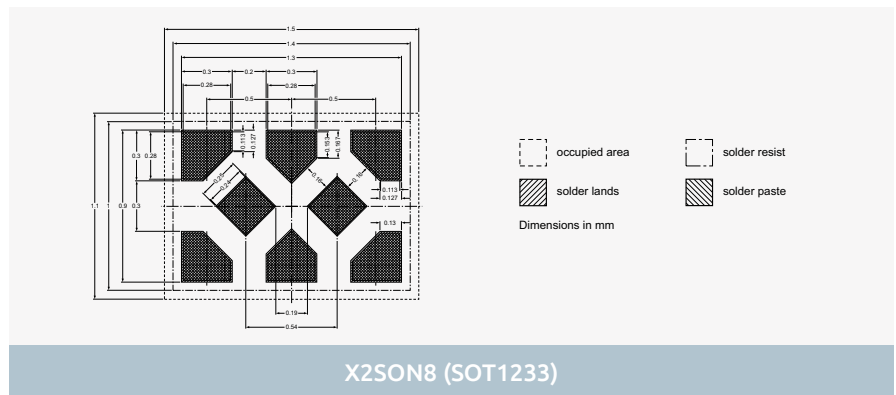 1.5
1.4
1.3
0.3 0.2 0.3
0.28 0.28
0.5 0.5
0.113 0.127 0.153 0.167
0.3 0.28
0.25
0.24
0.16 0.16
1.1 1 0.9 0.3
0.113
0.127
0.13
0.19
0.54
occupied area solder resist
solder lands solder paste
Dimensions in mm
X2SON8 (SOT1233)